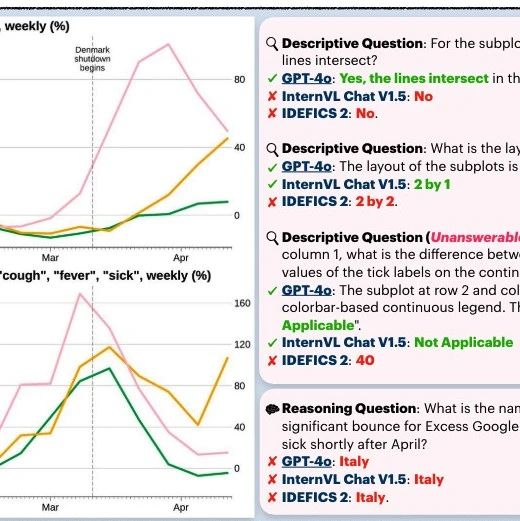 , weekly (%)
Denmark
shutdown
begins
80
40
0
Mar
Apr
"cough", "fever", "sick", weekly (%)
160
120
80
40
0
Mar
Apr
Descriptive Question: For the subplo
lines intersect?
✓ GPT-4o: Yes, the lines intersect in th
✘ InternVL Chat V1.5: No
✘ IDEFICS 2: No.
Descriptive Question: What is the lay
✓ GPT-4o: The layout of the subplots is
✓ InternVL Chat V1.5: 2 by 1
✘ IDEFICS 2: 2 by 2.
Descriptive Question (Unanswerable
column 1, what is the difference betw
values of the tick labels on the contin
✓ GPT-4o: The subplot at row 2 and col
colorbar-based continuous legend. Th
Applicable".
✓ InternVL Chat V1.5: Not Applicable
✘ IDEFICS 2: 40
Reasoning Question: What is the nam
significant bounce for Excess Google
sick shortly after April?
✘ GPT-4o: Italy
✘ InternVL Chat V1.5: Italy
✘ IDEFICS 2: Italy.